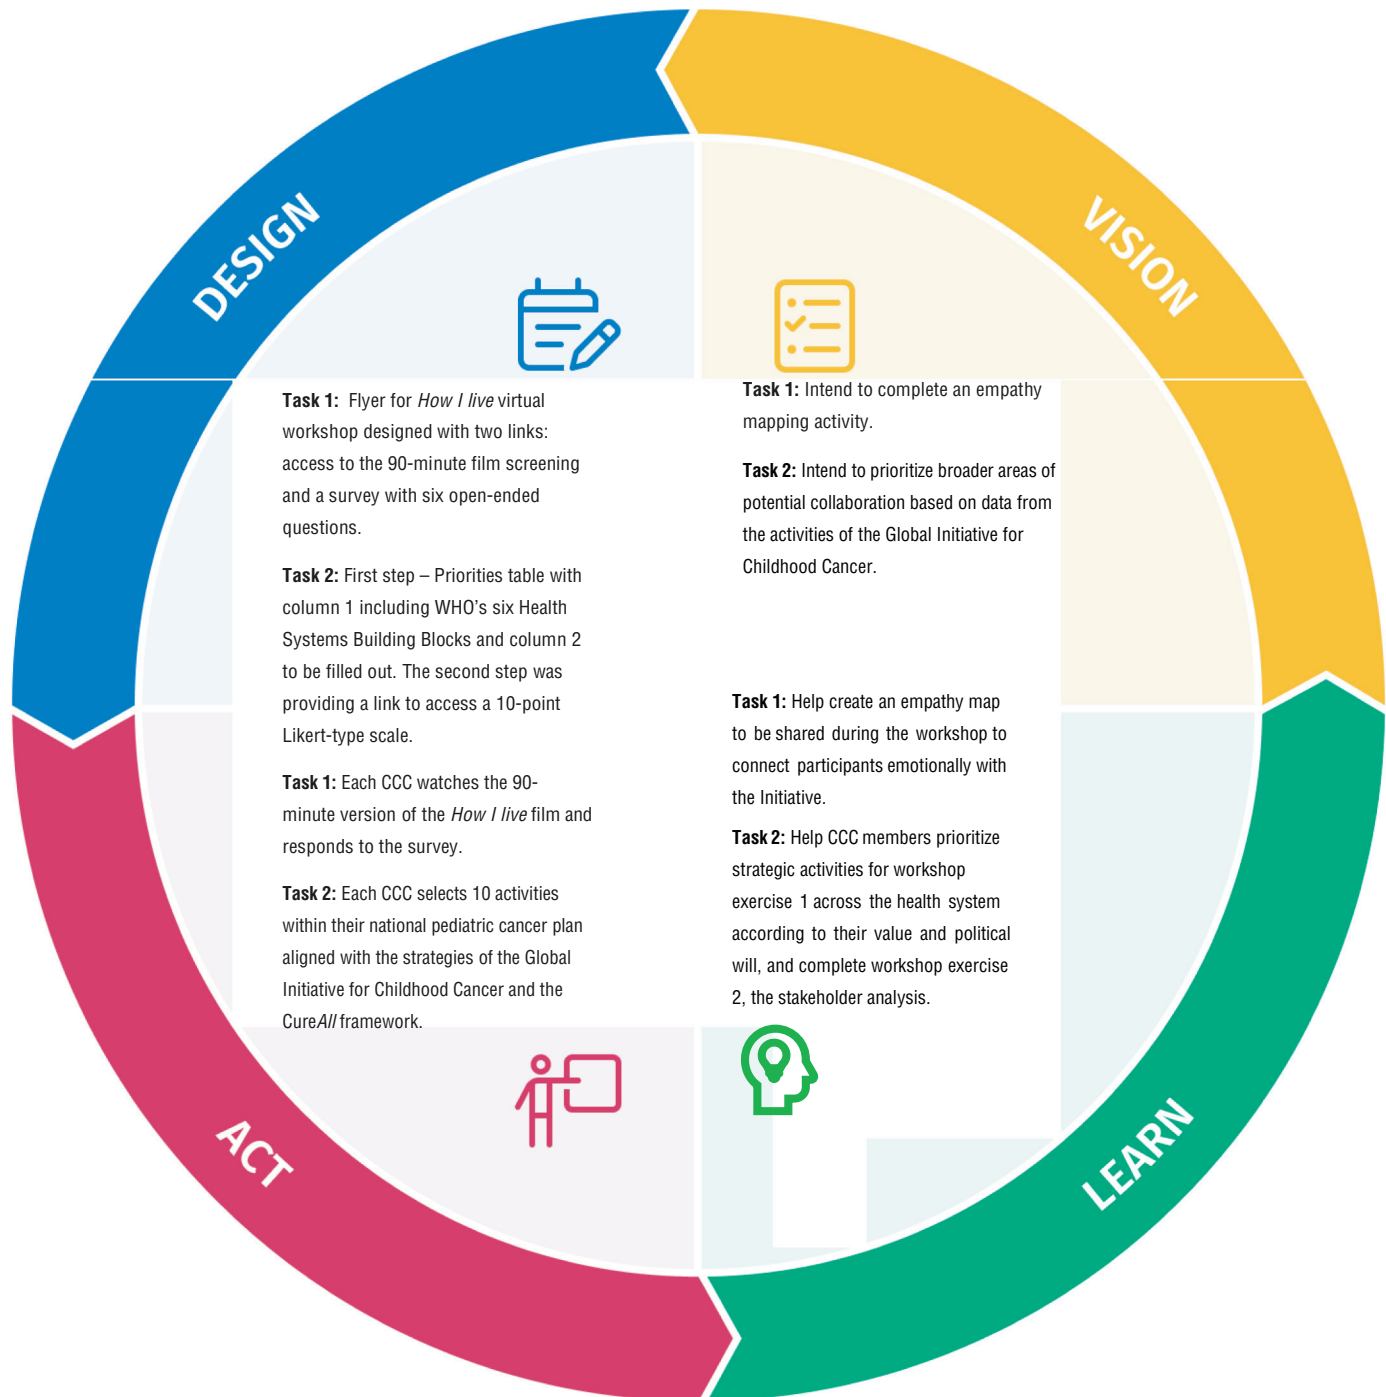 DESIGN
VISION
Task 1: Flyer for How I live virtual
workshop designed with two links:
access to the 90-minute film screening
and a survey with six open-ended
questions.
Task 2: First step – Priorities table with
column 1 including WHO's six Health
Systems Building Blocks and column 2
to be filled out. The second step was
providing a link to access a 10-point
Likert-type scale.
Task 1: Intend to complete an empathy
mapping activity.
Task 2: Intend to prioritize broader areas of
potential collaboration based on data from
the activities of the Global Initiative for
Childhood Cancer.
Task 1: Each CCC watches the 90-
minute version of the How I live film and
responds to the survey.
Task 2: Each CCC selects 10 activities
within their national pediatric cancer plan
aligned with the strategies of the Global
Initiative for Childhood Cancer and the
CureAll framework.
Task 1: Help create an empathy map
to be shared during the workshop to
connect participants emotionally with
the Initiative.
Task 2: Help CCC members prioritize
strategic activities for workshop
exercise 1 across the health system
according to their value and political
will, and complete workshop exercise
2, the stakeholder analysis.
ACT
LEARN